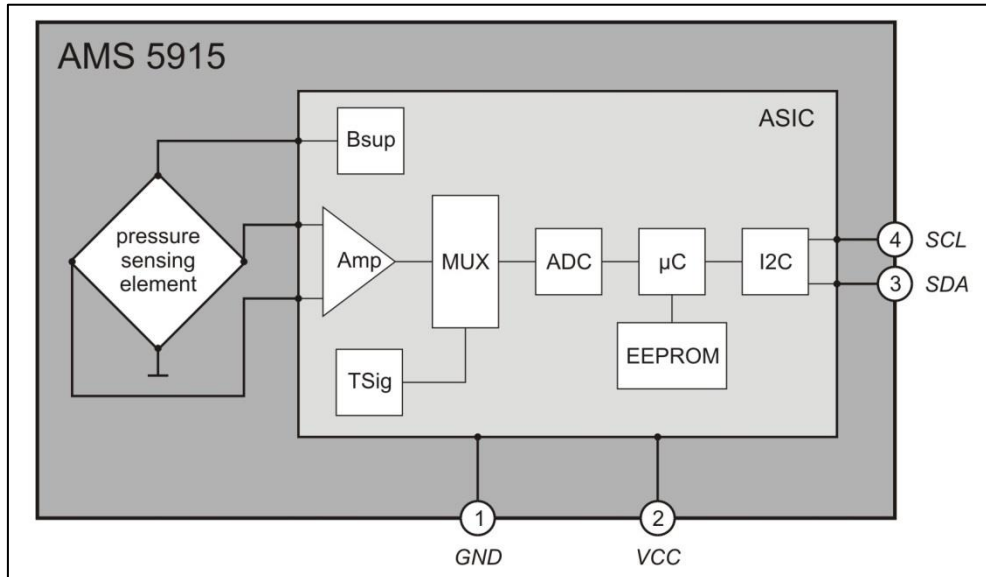 AMS 5915
ASIC
Bsup
pressure
sensing
element
Amp
MUX
ADC
µC
I2C
4 SCL
3 SDA
TSig
EEPROM
1
GND
2
VCC